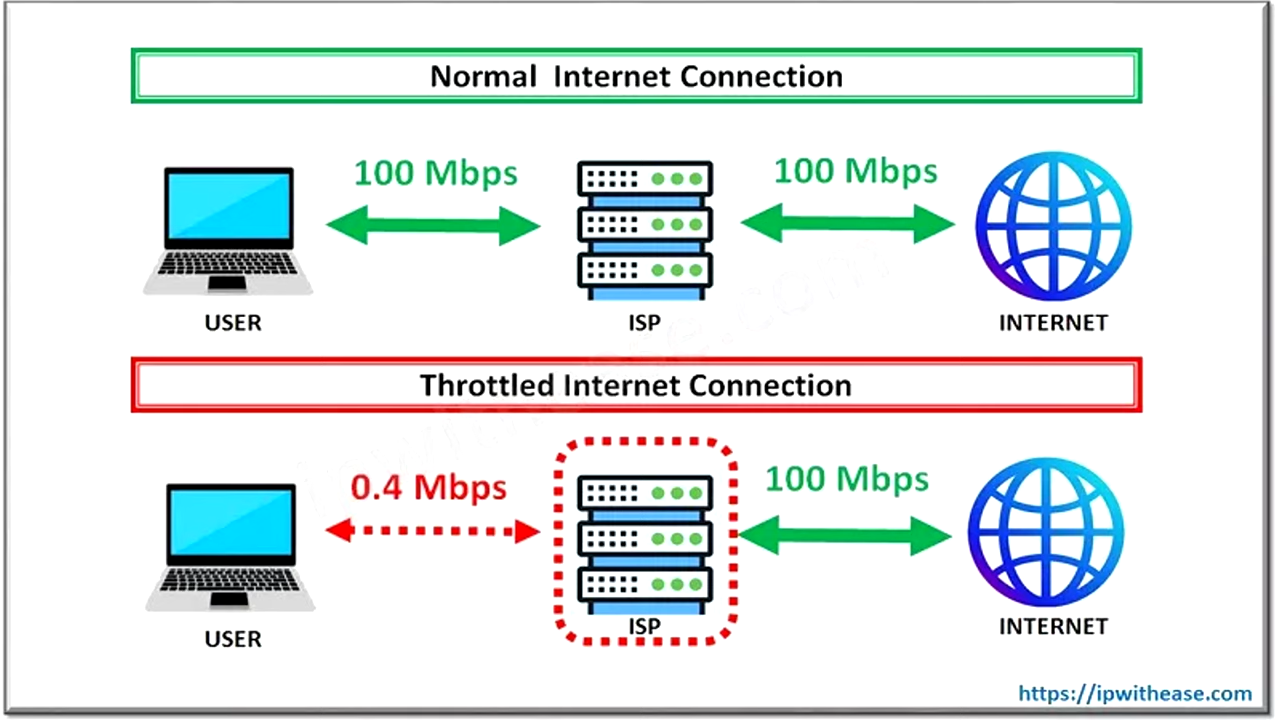 Normal Internet Connection
100 Mbps
100 Mbps
USER
ISP
INTERNET
Throttled Internet Connection
0.4 Mbps
100 Mbps
USER
ISP
INTERNET
https://ipwithease.com